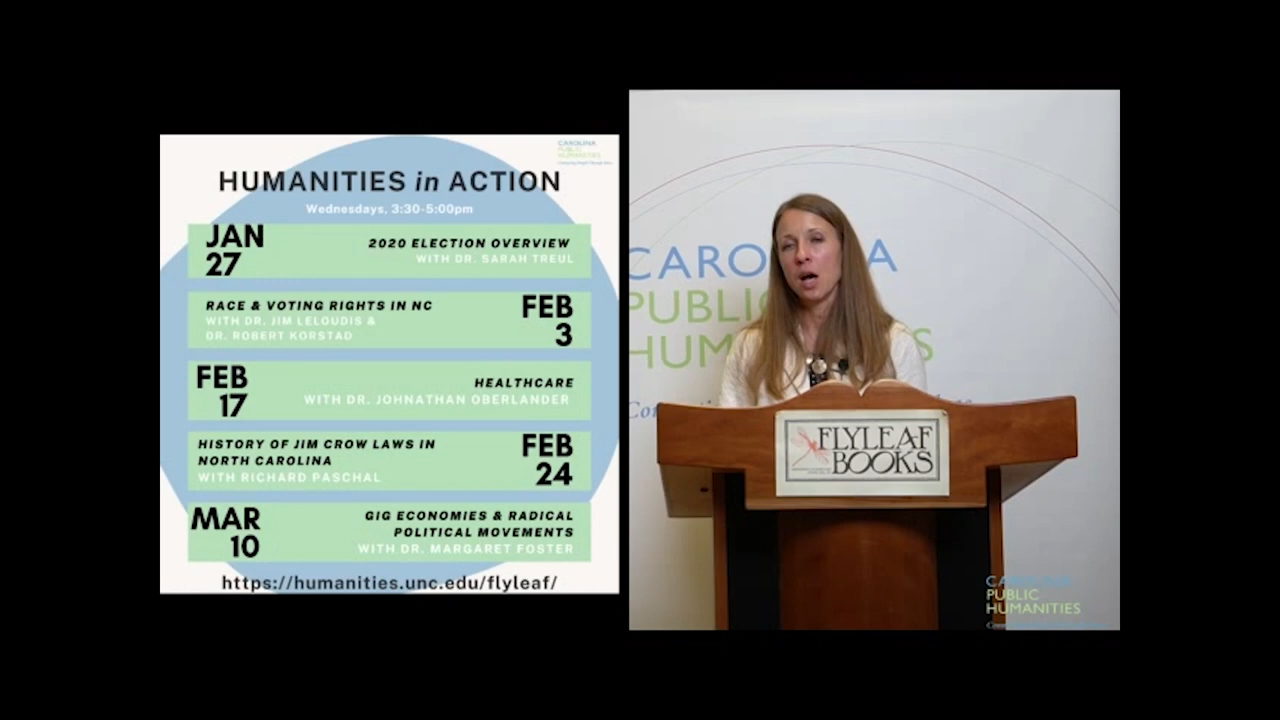 CAROLINA
PUBLIC
HUMANITIES
HUMANITIES in ACTION
Wednesdays, 3:30-5:00pm
JAN
27
2020 ELECTION OVERVIEW
WITH DR. SARAH TREUL
RACE & VOTING RIGHTS IN NC
WITH DR. JIM LELOUDIS &
DR. ROBERT KORSTAD
FEB
3
FEB
17
HEALTHCARE
WITH DR. JOHNATHAN OBERLANDER
HISTORY OF JIM CROW LAWS IN
NORTH CAROLINA
WITH RICHARD PASCHAL
FEB
24
MAR
10
GIG ECONOMIES & RADICAL
POLITICAL MOVEMENTS
WITH DR. MARGARET FOSTER
https://humanities.unc.edu/flyleaf/
CARO A
PUBLIC
HUM S
FLYLEAF
BOOKS
CAROLINA
PUBLIC
HUMANITIES